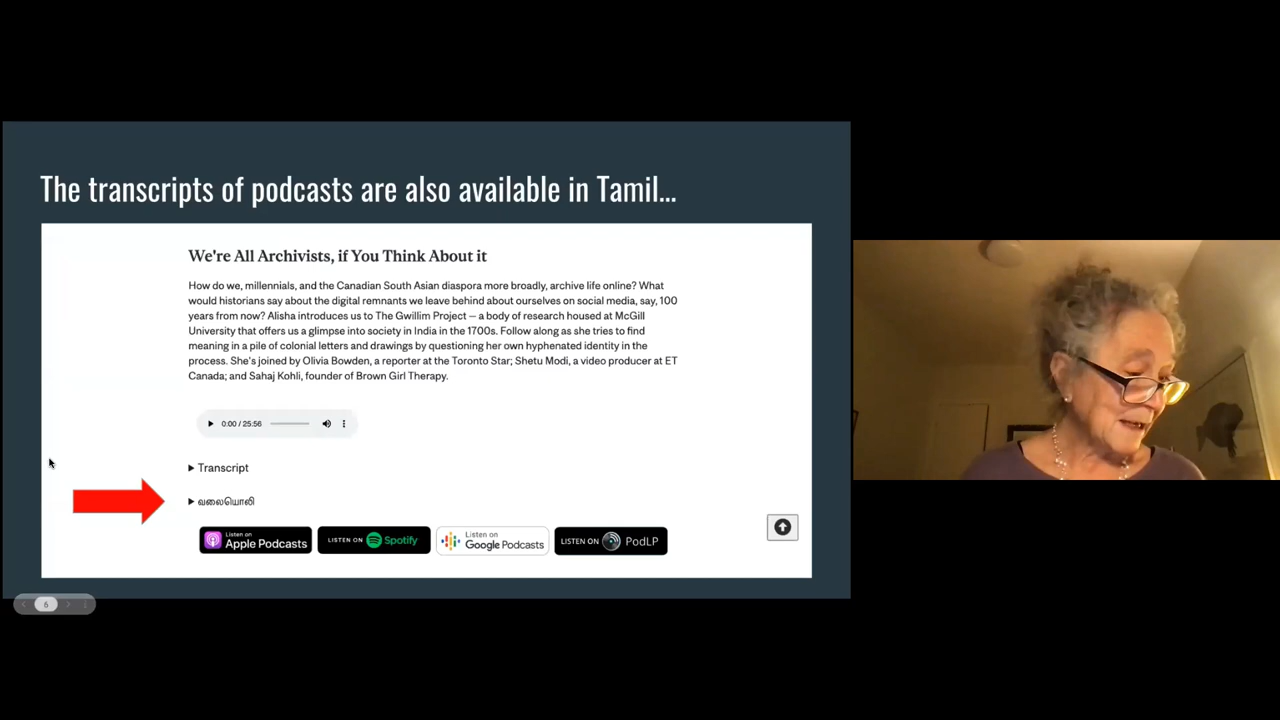 The transcripts of podcasts are also available in Tamil...
We're All Archivists, if You Think About it
How do we, millennials, and the Canadian South Asian diaspora more broadly, archive life online? What
would historians say about the digital remnants we leave behind about ourselves on social media, say, 100
years from now? Alisha introduces us to The Gwillim Project — a body of research housed at McGill
University that offers us a glimpse into society in India in the 1700s. Follow along as she tries to find
meaning in a pile of colonial letters and drawings by questioning her own hyphenated identity in the
process. She's joined by Olivia Bowden, a reporter at the Toronto Star; Shetu Modi, a video producer at ET
Canada; and Sahaj Kohli, founder of Brown Girl Therapy.
0:00 / 25:56
Transcript
வலையொலி
Listen on Apple Podcasts
LISTEN ON Spotify
Listen on Google Podcasts
LISTEN ON PodLP
6